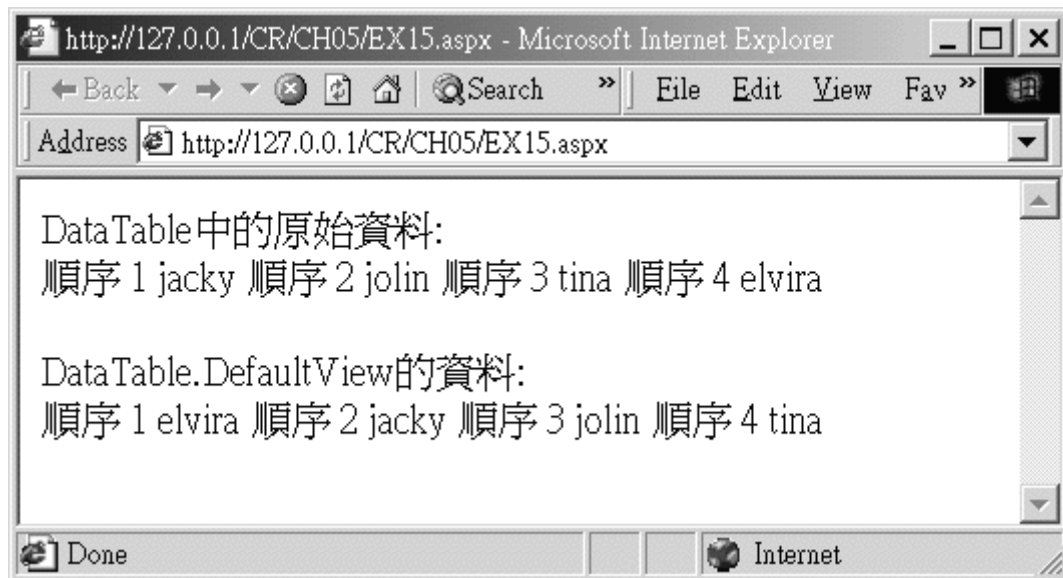 http://127.0.0.1/CR/CH05/EX15.aspx - Microsoft Internet Explorer
Back Search » File Edit View Fav »
Address http://127.0.0.1/CR/CH05/EX15.aspx
DataTable中的原始資料:
順序 1 jacky 順序 2 jolin 順序 3 tina 順序 4 elvira
DataTable.DefaultView的資料:
順序 1 elvira 順序 2 jacky 順序 3 jolin 順序 4 tina
Done Internet